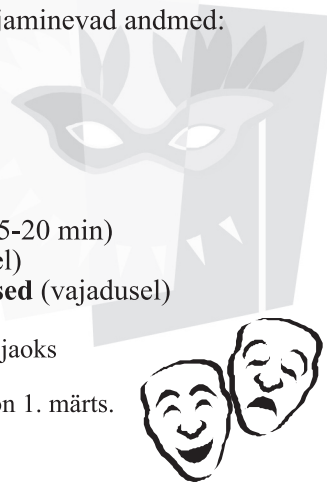 jaminevad andmed:
5-20 min)
el)
sed (vajadusel)
jaoks
on 1. märts.